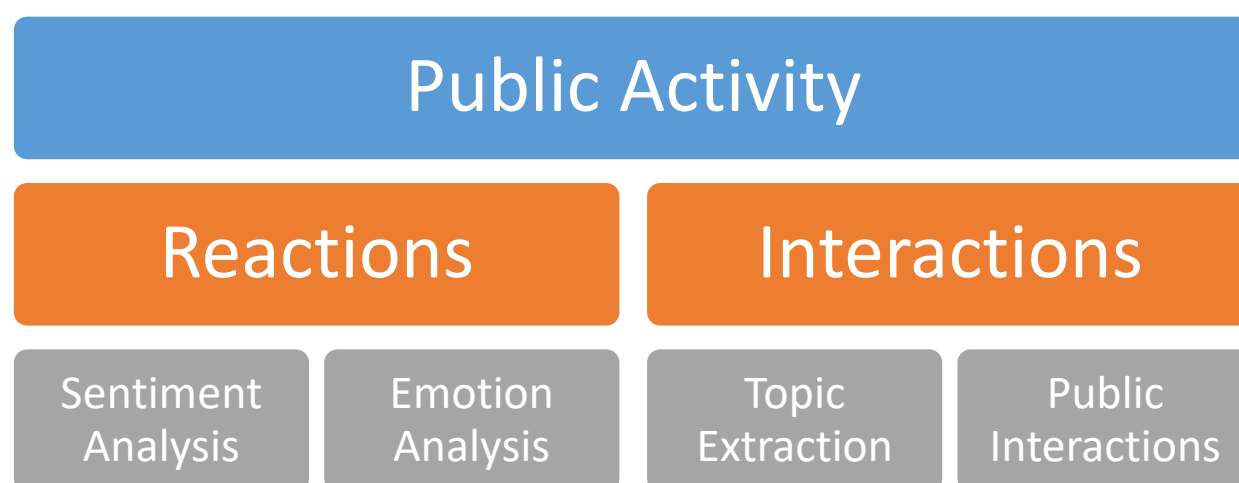 Public Activity
Reactions
Interactions
Sentiment
Analysis
Emotion
Analysis
Topic
Extraction
Public
Interactions